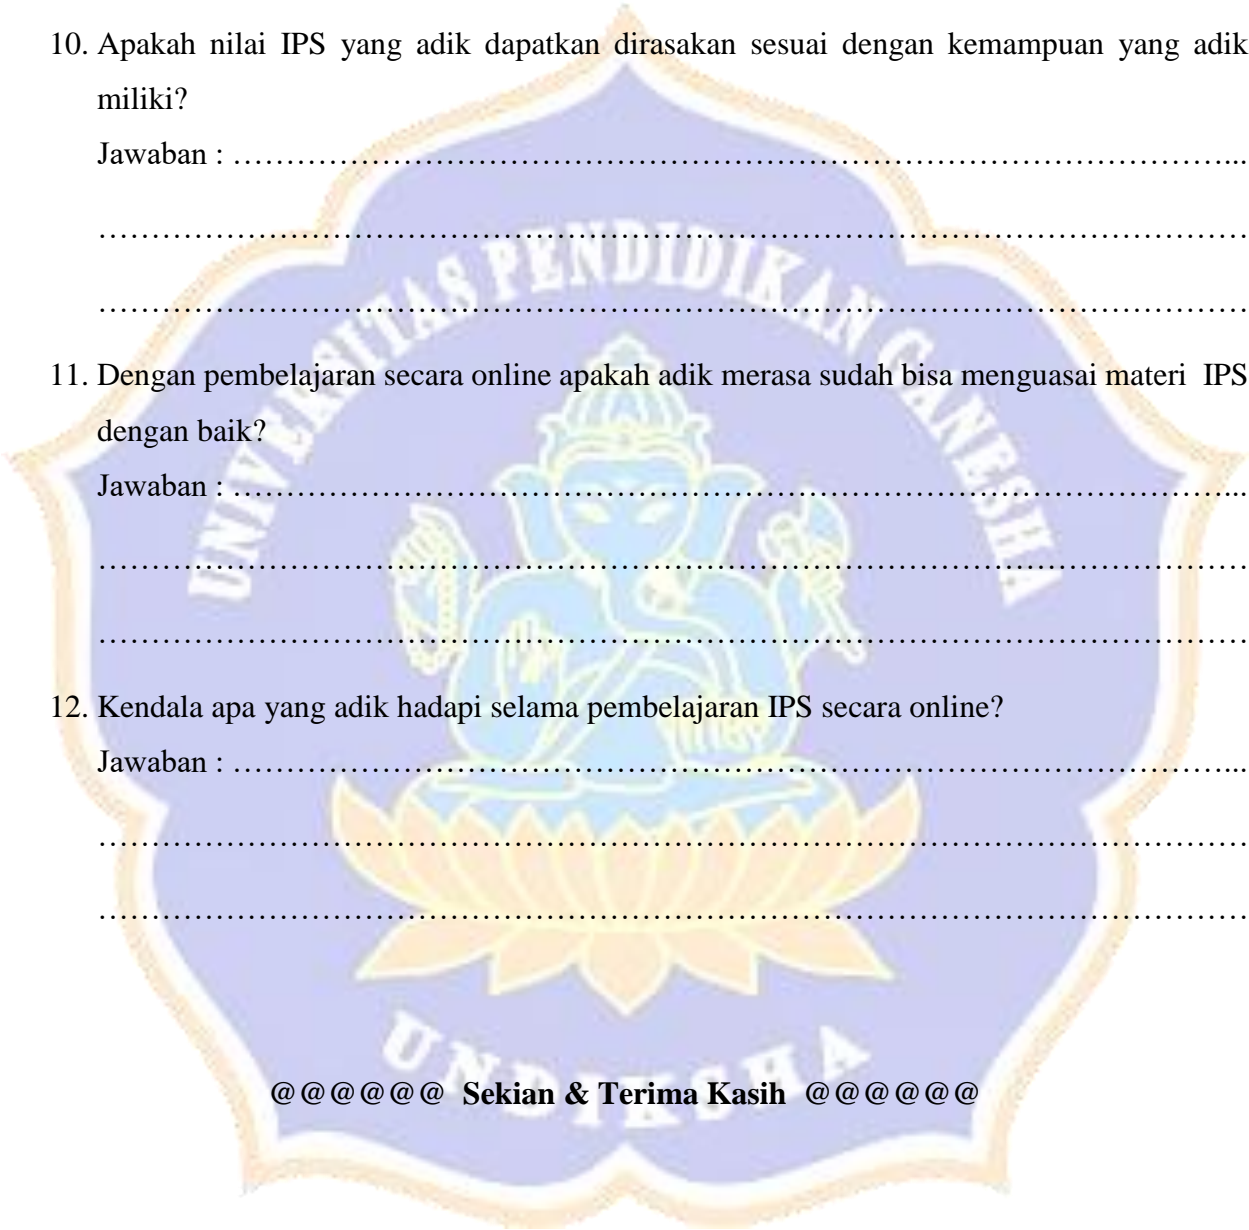 10. Apakah nilai IPS yang adik dapatkan dirasakan sesuai dengan kemampuan yang adik
miliki?
Jawaban : …………………………………………………………………………………...
………………………………………………………………………………………………
………………………………………………………………………………………………
11. Dengan pembelajaran secara online apakah adik merasa sudah bisa menguasai materi IPS
dengan baik?
Jawaban : …………………………………………………………………………………...
………………………………………………………………………………………………
………………………………………………………………………………………………
12. Kendala apa yang adik hadapi selama pembelajaran IPS secara online?
Jawaban : …………………………………………………………………………………...
………………………………………………………………………………………………
………………………………………………………………………………………………
@@@@@@ Sekian & Terima Kasih @@@@@@
UNIVERSITAS PENDIDIKAN GANESHA
UNDIKSHA